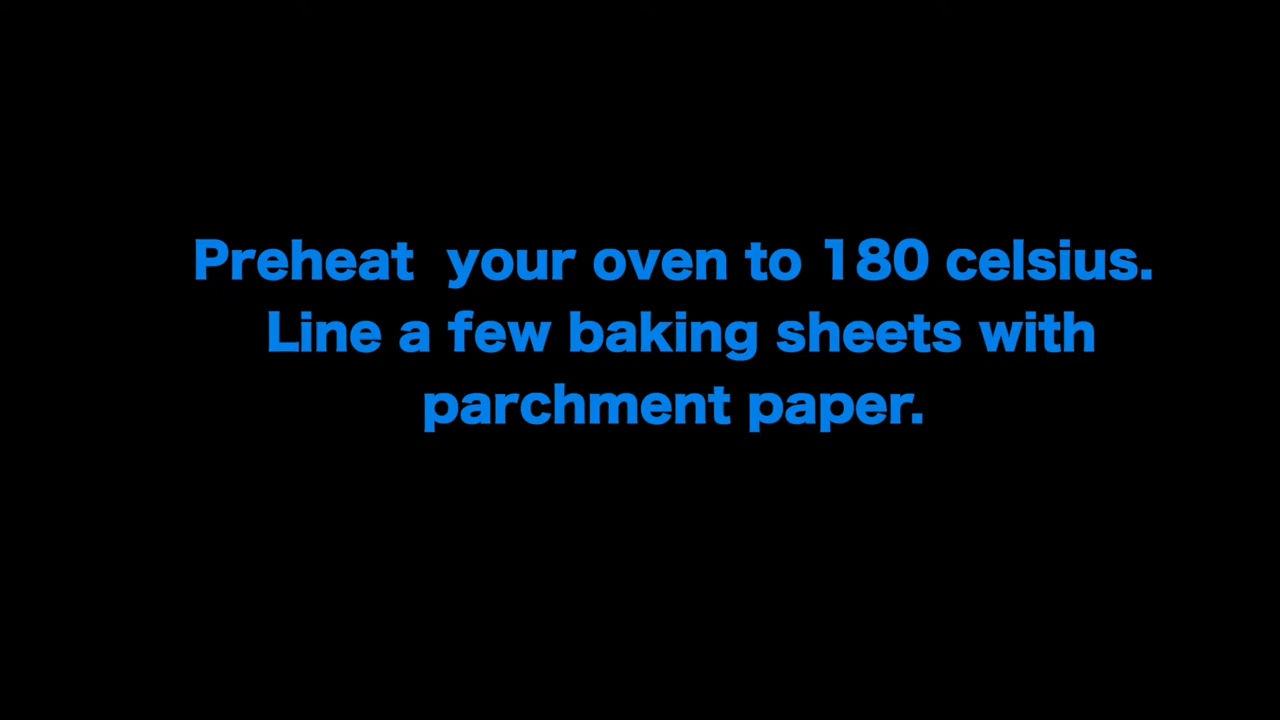 Preheat  your oven to 180 celsius.
Line a few baking sheets with
parchment paper.